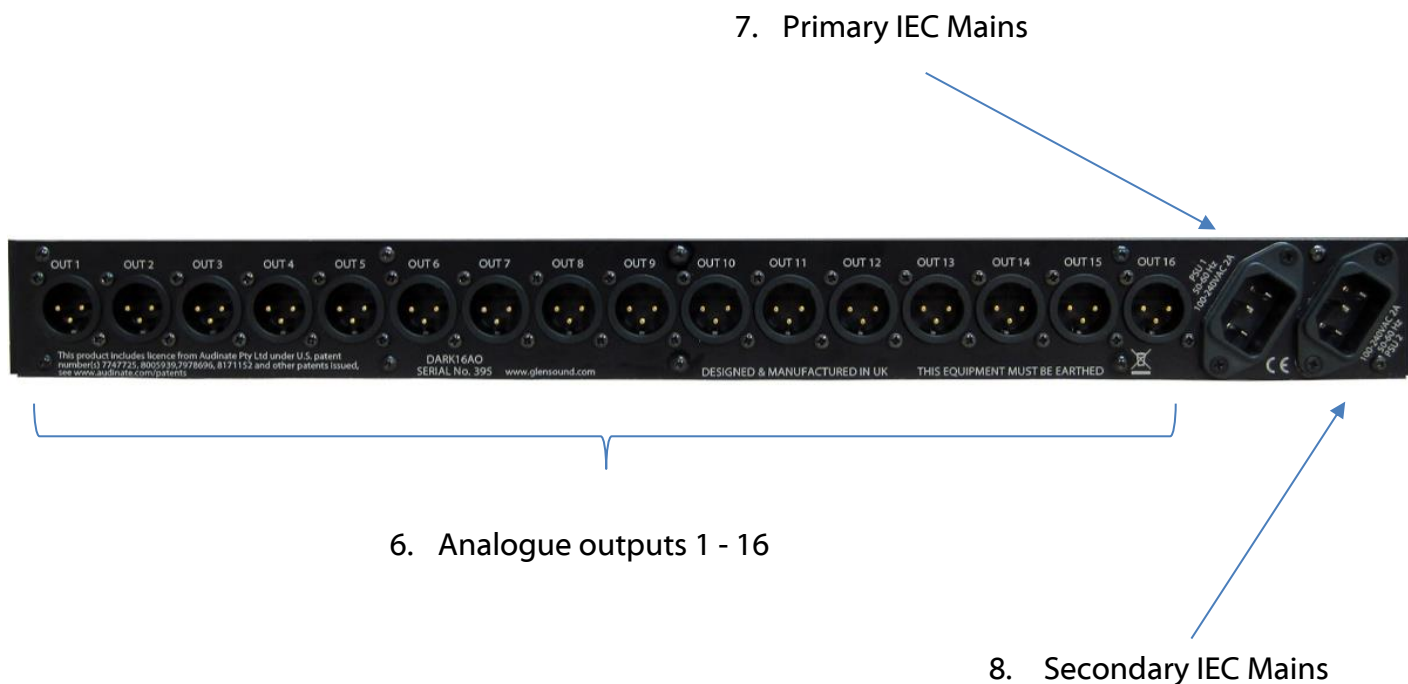 7. Primary IEC Mains
OUT 1 OUT 2 OUT 3 OUT 4 OUT 5 OUT 6 OUT 7 OUT 8 OUT 9 OUT 10 OUT 11 OUT 12 OUT 13 OUT 14 OUT 15 OUT 16
PSU 1
50-60 Hz
100-240VAC 2A
100-240VAC 2A
50-60 Hz
PSU 2
This product includes licence from Audinate Pty Ltd under U.S. patent
number(s) 7747725, 8005939,7978696, 8171152 and other patents issued,
see www.audinate.com/patents
DARK16AO
SERIAL No. 395 www.glensound.com
DESIGNED & MANUFACTURED IN UK THIS EQUIPMENT MUST BE EARTHED
CE
6. Analogue outputs 1 - 16
8. Secondary IEC Mains